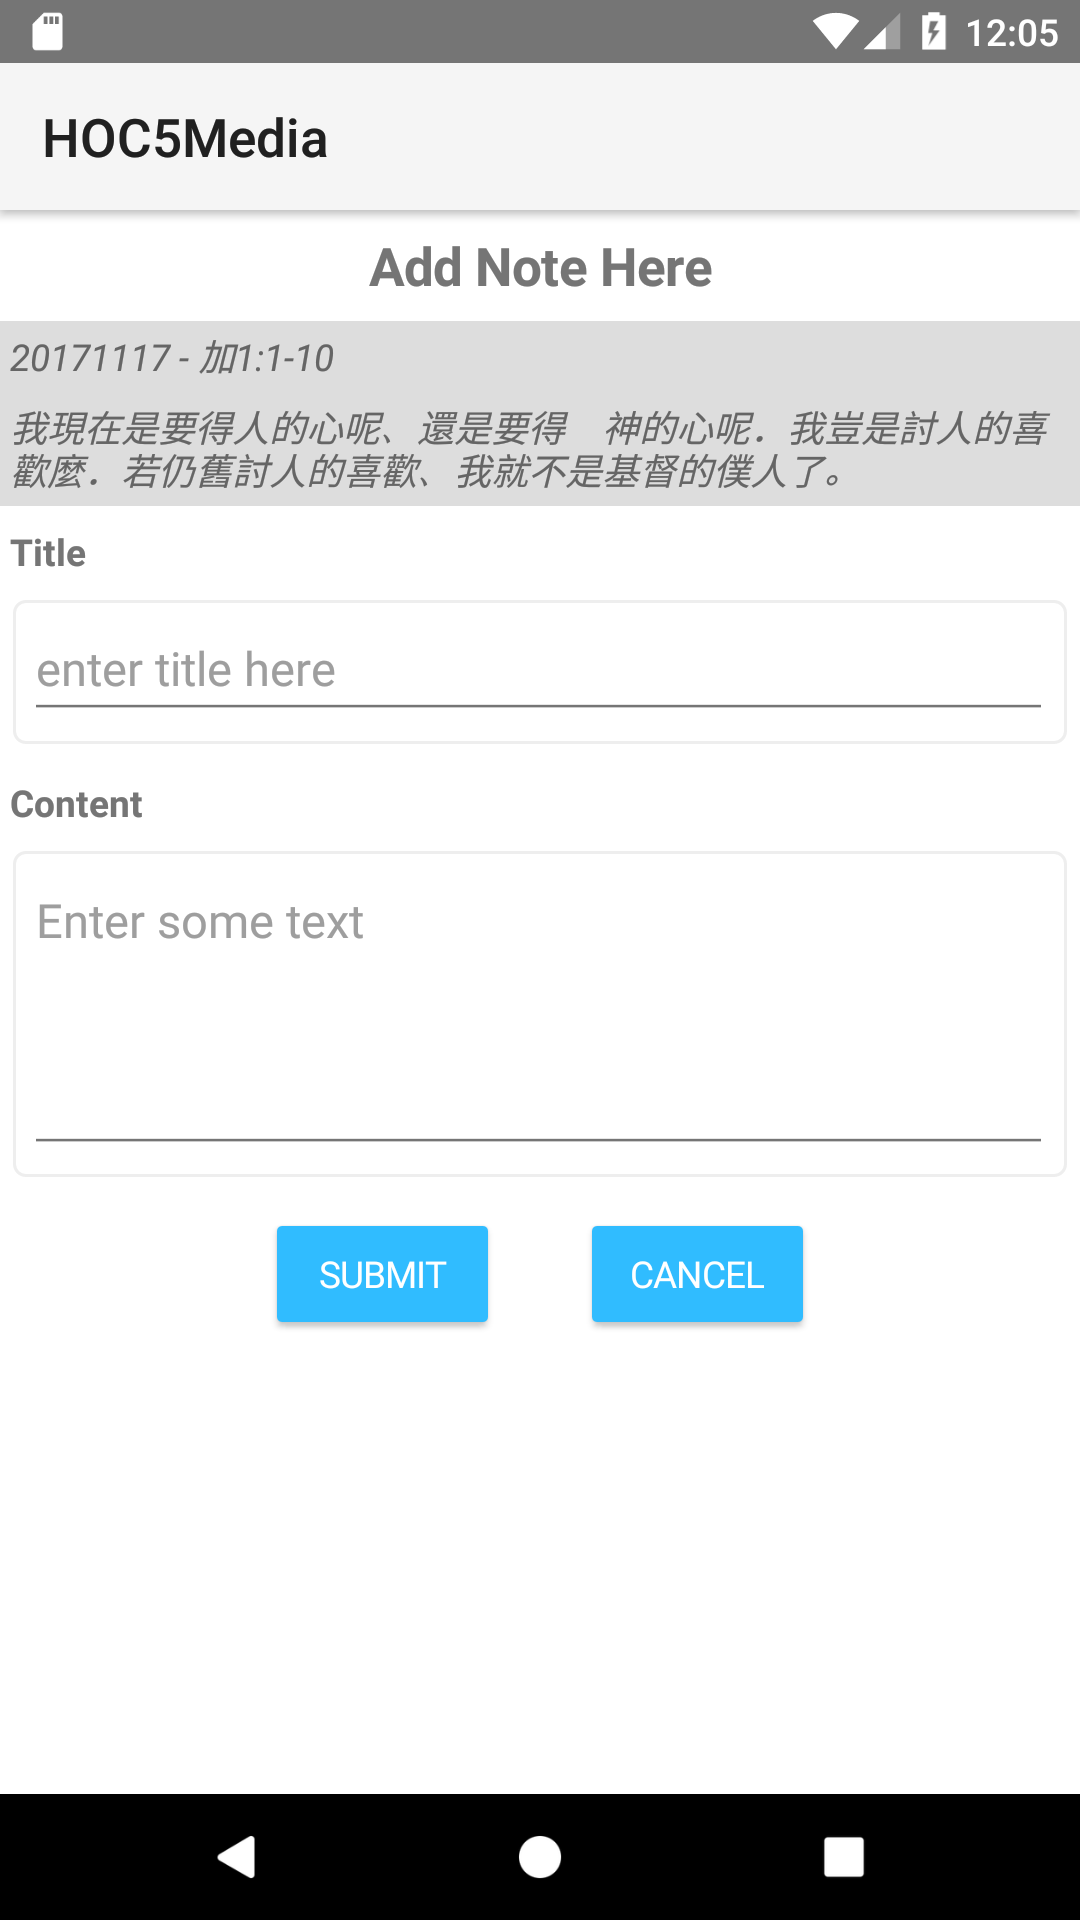 12:05
HOC5Media
Add Note Here
20171117 - 加1:1-10
我現在是要得人的心呢、還是要得　神的心呢．我豈是討人的喜
歡麼．若仍舊討人的喜歡、我就不是基督的僕人了。
Title
enter title here
Content
Enter some text
SUBMIT CANCEL